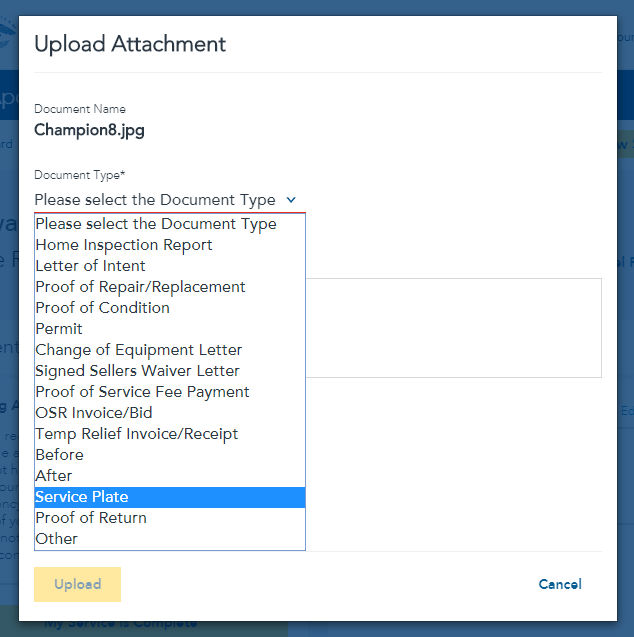 Upload Attachment
Document Name
Champion8.jpg
Document Type*
Please select the Document Type
Please select the Document Type
Home Inspection Report
Letter of Intent
Proof of Repair/Replacement
Proof of Condition
Permit
Change of Equipment Letter
Signed Sellers Waiver Letter
Proof of Service Fee Payment
OSR Invoice/Bid
Temp Relief Invoice/Receipt
Before
After
Service Plate
Proof of Return
Other
Upload
Cancel
My Service is Complete